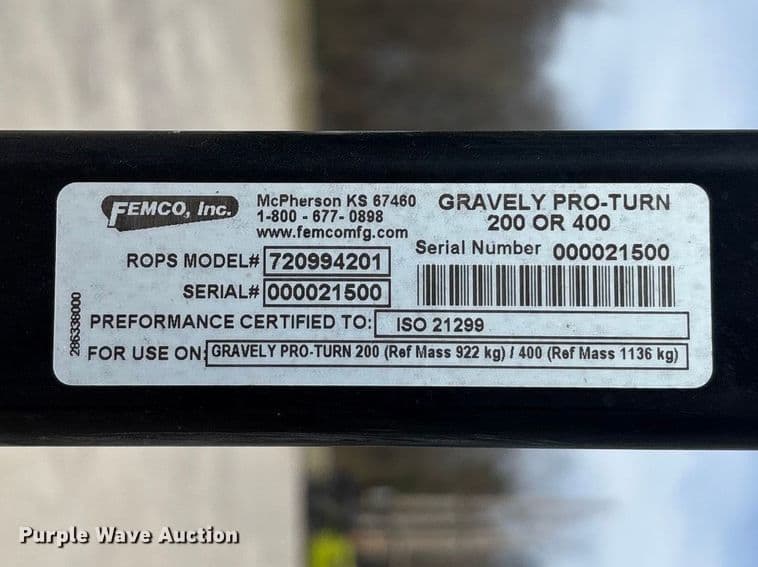 FEMCO, Inc.
McPherson KS 67460
1-800 - 677- 0898
www.femcomfg.com
GRAVELY PRO-TURN
200 OR 400
Serial Number 000021500
ROPS MODEL# 720994201
SERIAL# 000021500
PREFORMANCE CERTIFIED TO: ISO 21299
FOR USE ON: GRAVELY PRO-TURN 200 (Ref Mass 922 kg) / 400 (Ref Mass 1136 kg)
286338000
Purple Wave Auction